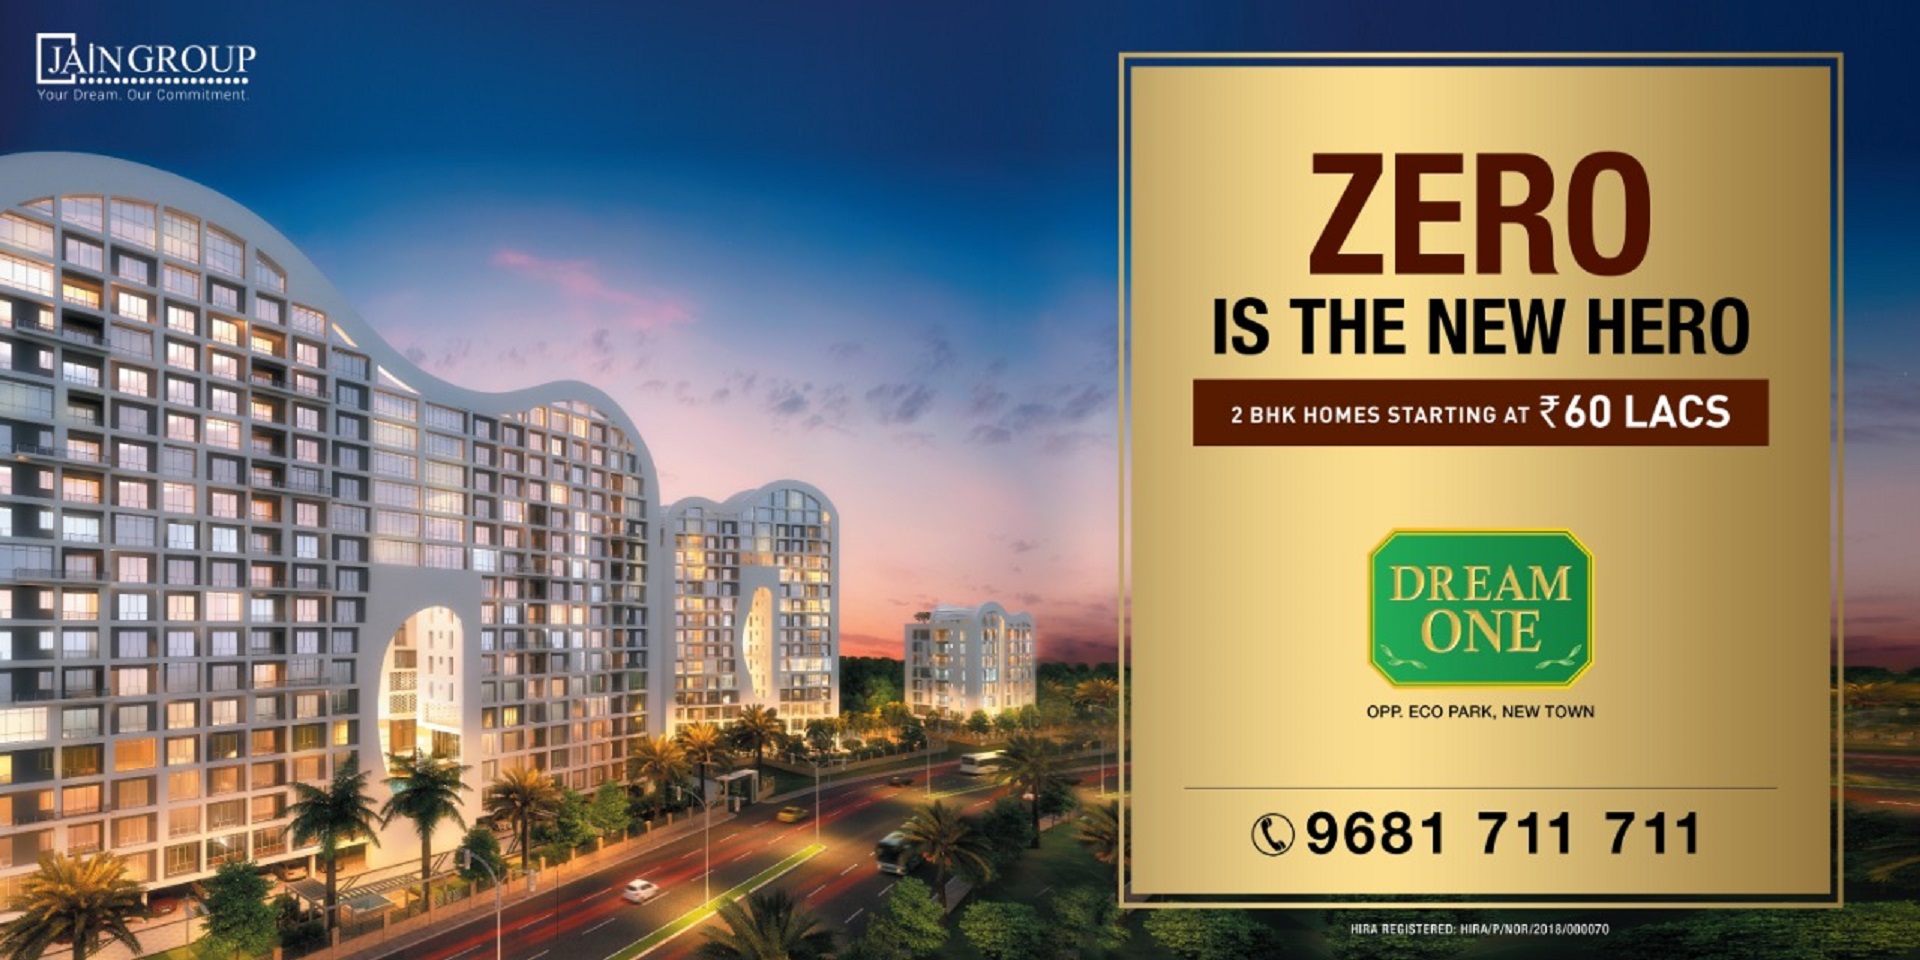 JAINGROUP
Your Dream. Our Commitment.
ZERO
IS THE NEW HERO
2 BHK HOMES STARTING AT ₹60 LACS
DREAM
ONE
OPP. ECO PARK, NEW TOWN
9681 711 711
HIRA REGISTERED: HIRA/P/NOR/2018/000070